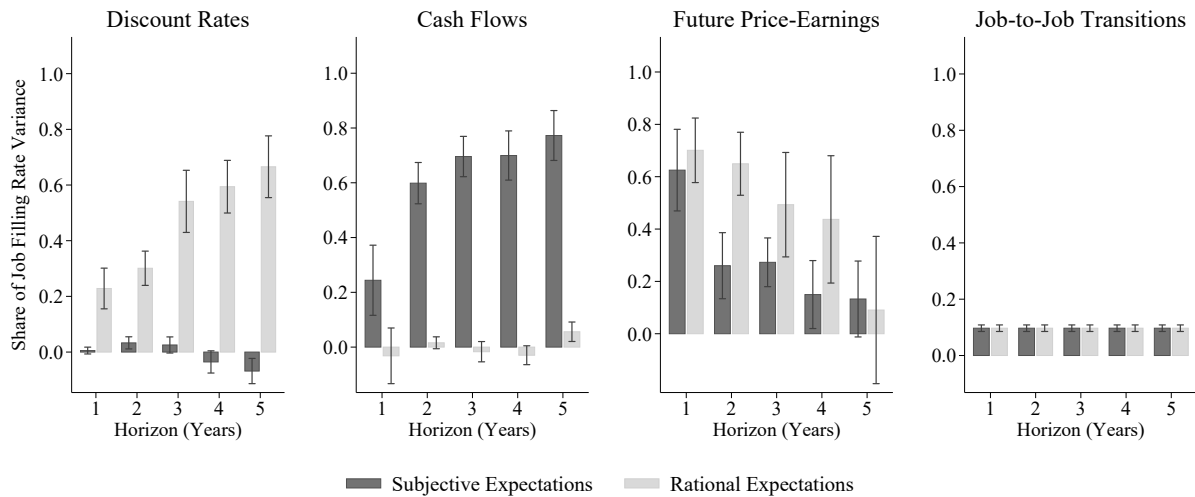 Discount Rates
Cash Flows
Future Price-Earnings
Job-to-Job Transitions
Share of Job Filling Rate Variance
1.0
0.8
0.6
0.4
0.2
0.0
1 2 3 4 5
Horizon (Years)
1.0
0.8
0.6
0.4
0.2
0.0
1 2 3 4 5
Horizon (Years)
1.0
0.8
0.6
0.4
0.2
0.0
1 2 3 4 5
Horizon (Years)
1.0
0.8
0.6
0.4
0.2
0.0
1 2 3 4 5
Horizon (Years)
Subjective Expectations
Rational Expectations